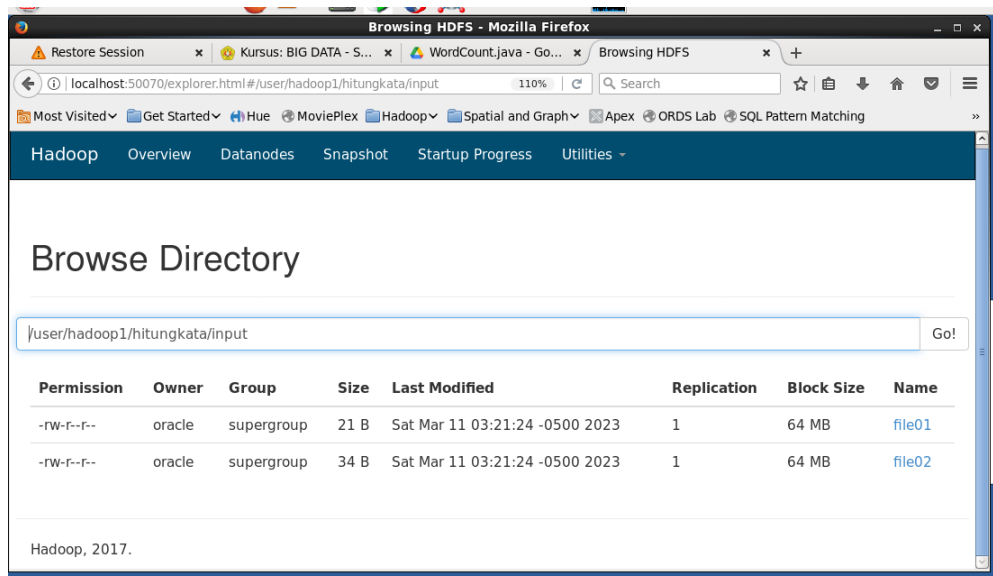 Browsing HDFS - Mozilla Firefox
Restore Session
Kursus: BIG DATA - S...
WordCount.java - Go...
Browsing HDFS
localhost:50070/explorer.html#/user/hadoop1/hitungkata/input
110%
Search
Most Visited Get Started Hue MoviePlex Hadoop Spatial and Graph Apex ORDS Lab SQL Pattern Matching
Hadoop Overview Datanodes Snapshot Startup Progress Utilities
Browse Directory
/user/hadoop1/hitungkata/input Go!
Permission Owner Group Size Last Modified Replication Block Size Name
-rw-r--r-- oracle supergroup 21 B Sat Mar 11 03:21:24 -0500 2023 1 64 MB file01
-rw-r--r-- oracle supergroup 34 B Sat Mar 11 03:21:24 -0500 2023 1 64 MB file02
Hadoop, 2017.